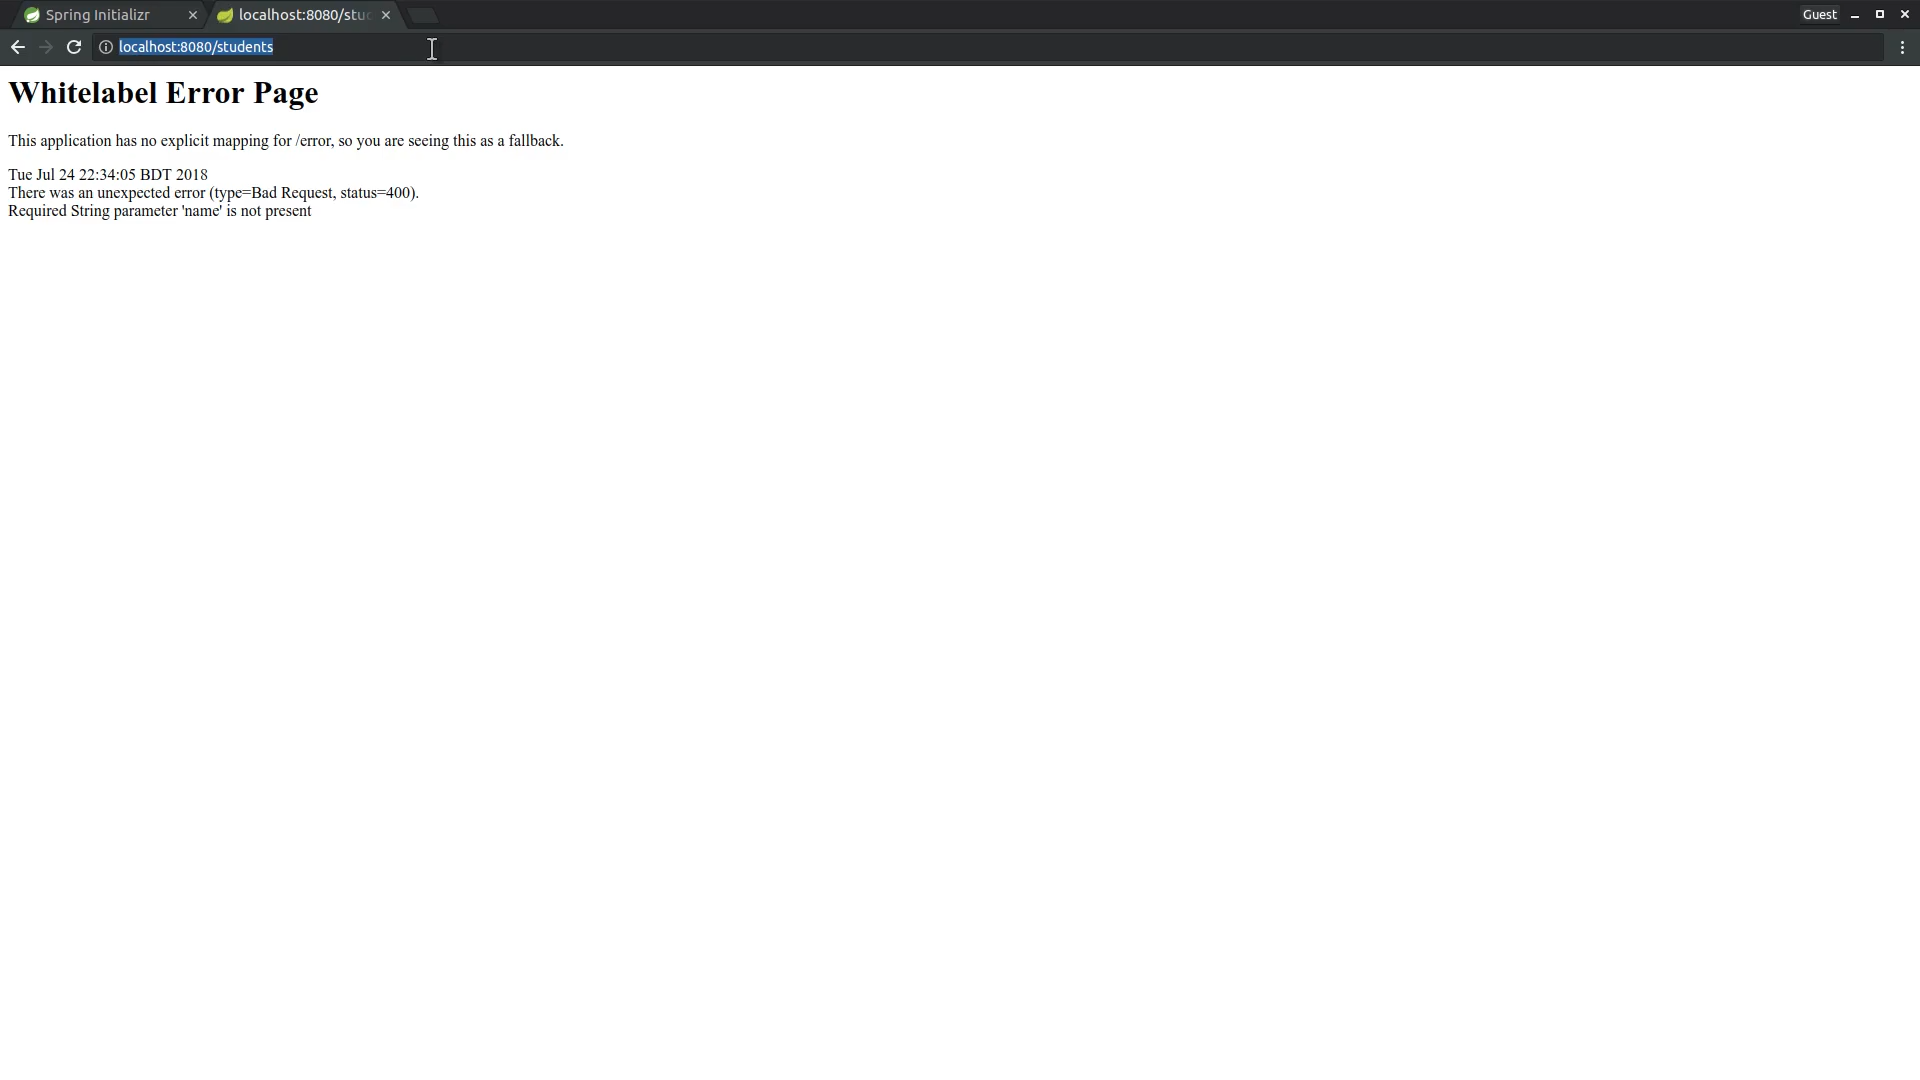 Spring Initializr
localhost:8080/stud
Guest
localhost:8080/students
Whitelabel Error Page
This application has no explicit mapping for /error, so you are seeing this as a fallback.
Tue Jul 24 22:34:05 BDT 2018
There was an unexpected error (type=Bad Request, status=400).
Required String parameter 'name' is not present